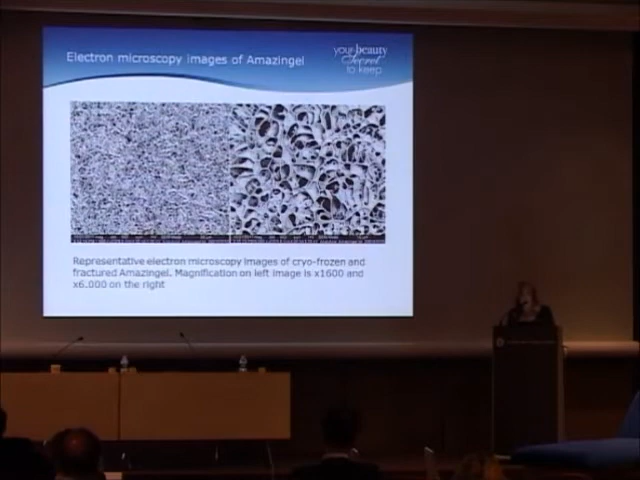 Electron microscopy images of Amazingel
your beauty
Secret
to keep
Representative electron microscopy images of cryo-frozen and
fractured Amazingel. Magnification on left image is x1600 and
x6.000 on the right